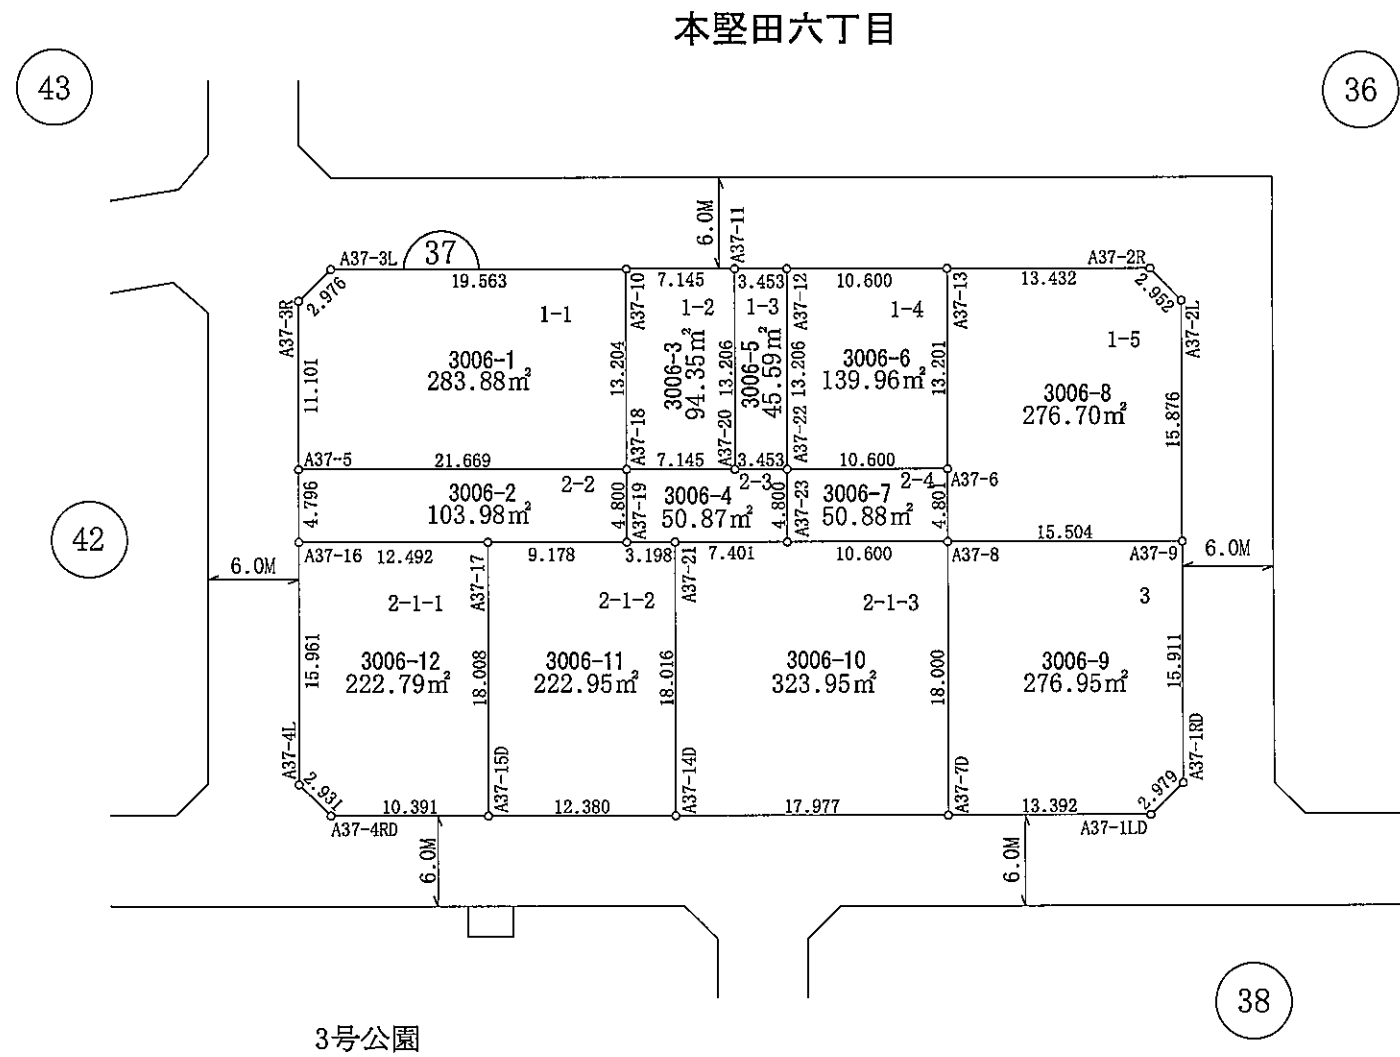 本堅田六丁目
43
36
6.0M
A37-11
A37-3L
37
A37-2R
19.563
7.145
3.453
10.600
13.432
2.976
2.952
A37-3R
A37-10
A37-12
A37-13
A37-2L
1-1
1-2
1-3
1-4
1-5
11.101
3006-1
283.88㎡
13.204
3006-3
94.35㎡
13.206
3006-5
45.59㎡
13.206
3006-6
139.96㎡
13.201
3006-8
276.70㎡
15.876
A37-18
A37-20
A37-22
A37-5
21.669
7.145
3.453
10.600
A37-6
4.796
3006-2
103.98㎡
2-2
4.800
A37-19
3006-4
50.87㎡
2-3
4.800
A37-23
3006-7
50.88㎡
2-4
4.801
42
A37-16
12.492
A37-17
9.178
3.198
A37-21
7.401
10.600
A37-8
15.504
A37-9
6.0M
6.0M
2-1-1
2-1-2
2-1-3
3
15.961
3006-12
222.79㎡
18.008
3006-11
222.95㎡
18.016
3006-10
323.95㎡
18.000
3006-9
276.95㎡
15.911
A37-4L
A37-15D
A37-14D
A37-7D
A37-1RD
2.931
10.391
12.380
17.977
13.392
2.979
A37-4RD
A37-1LD
6.0M
6.0M
38
3号公園